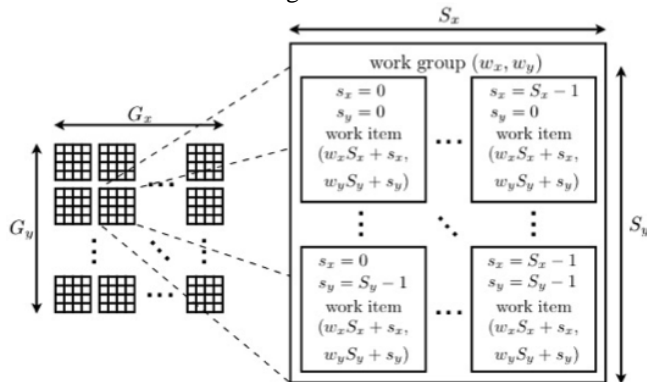 S_x
work group (w_x, w_y)
G_x
G_y
s_x = 0
s_y = 0
work item
(w_xS_x + s_x,
w_yS_y + s_y)
s_x = S_x − 1
s_y = 0
work item
(w_xS_x + s_x,
w_yS_y + s_y)
S_y
s_x = 0
s_y = S_y − 1
work item
(w_xS_x + s_x,
w_yS_y + s_y)
s_x = S_x − 1
s_y = S_y − 1
work item
(w_xS_x + s_x,
w_yS_y + s_y)